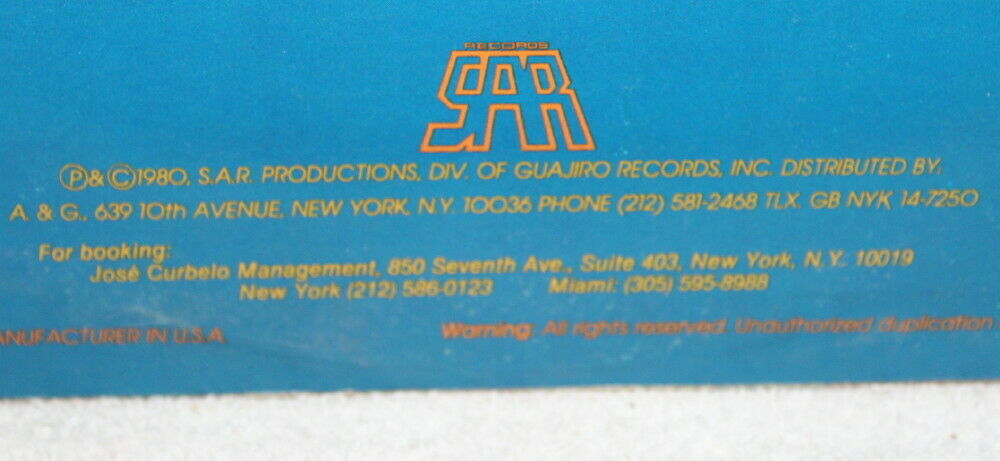 RECORDS
SAR
Ⓟ & © 1980, S.A.R. PRODUCTIONS, DIV. OF GUAJIRO RECORDS, INC. DISTRIBUTED BY:
A. & G., 639 10th AVENUE, NEW YORK, N.Y. 10036 PHONE (212) 581-2468 TLX. GB NYK 14-7250
For booking:
José Curbelo Management, 850 Seventh Ave., Suite 403, New York, N.Y. 10019
New York (212) 586-0123 Miami: (305) 595-8988
ANUFACTURER IN U.S.A. Warning: All rights reserved. Unauthorized duplication